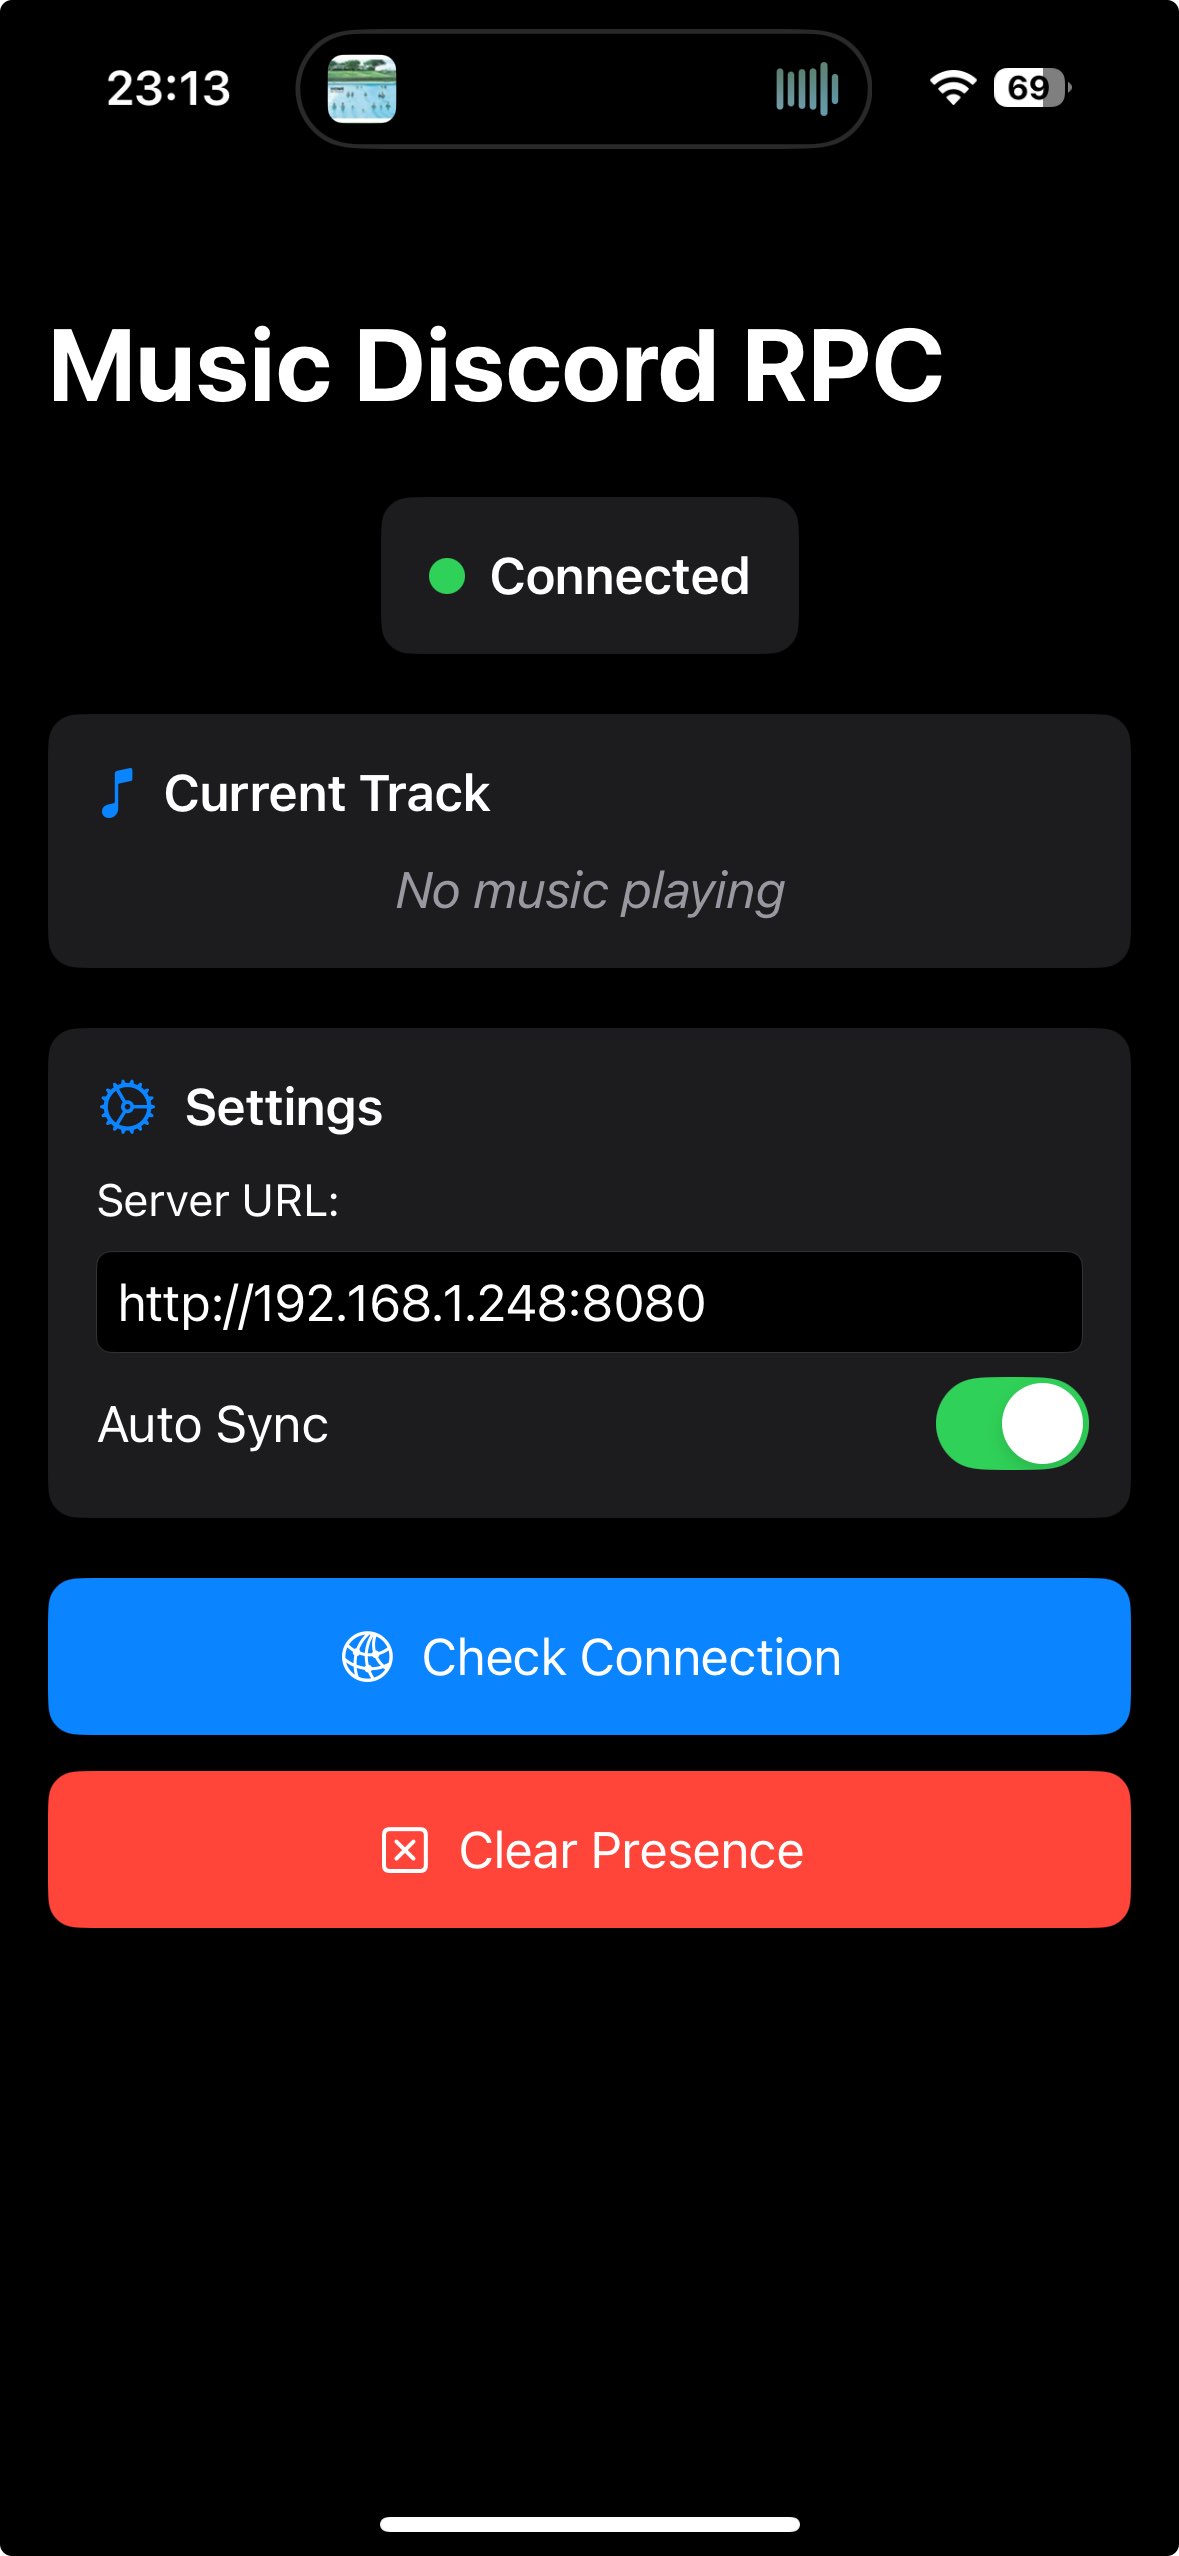 23:13
69
Music Discord RPC
Connected
Current Track
No music playing
Settings
Server URL:
http://192.168.1.248:8080
Auto Sync
Check Connection
Clear Presence